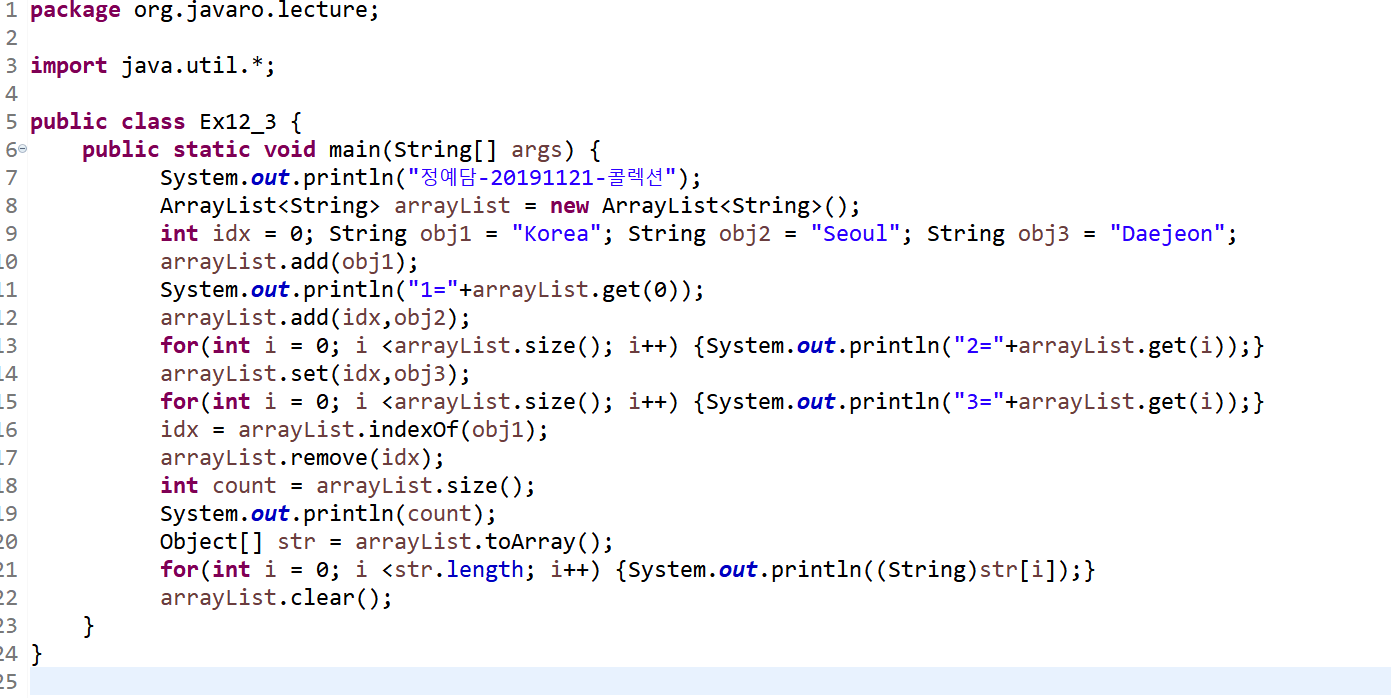 1 package org.javaro.lecture;
2
3 import java.util.*;
4
5 public class Ex12_3 {
6 public static void main(String[] args) {
7 System.out.println("정예담-20191121-콜렉션");
8 ArrayList<String> arrayList = new ArrayList<String>();
9 int idx = 0; String obj1 = "Korea"; String obj2 = "Seoul"; String obj3 = "Daejeon";
10 arrayList.add(obj1);
11 System.out.println("1="+arrayList.get(0));
12 arrayList.add(idx,obj2);
13 for(int i = 0; i <arrayList.size(); i++) {System.out.println("2="+arrayList.get(i));}
14 arrayList.set(idx,obj3);
15 for(int i = 0; i <arrayList.size(); i++) {System.out.println("3="+arrayList.get(i));}
16 idx = arrayList.indexOf(obj1);
17 arrayList.remove(idx);
18 int count = arrayList.size();
19 System.out.println(count);
20 Object[] str = arrayList.toArray();
21 for(int i = 0; i <str.length; i++) {System.out.println((String)str[i]);}
22 arrayList.clear();
23 }
24 }
25